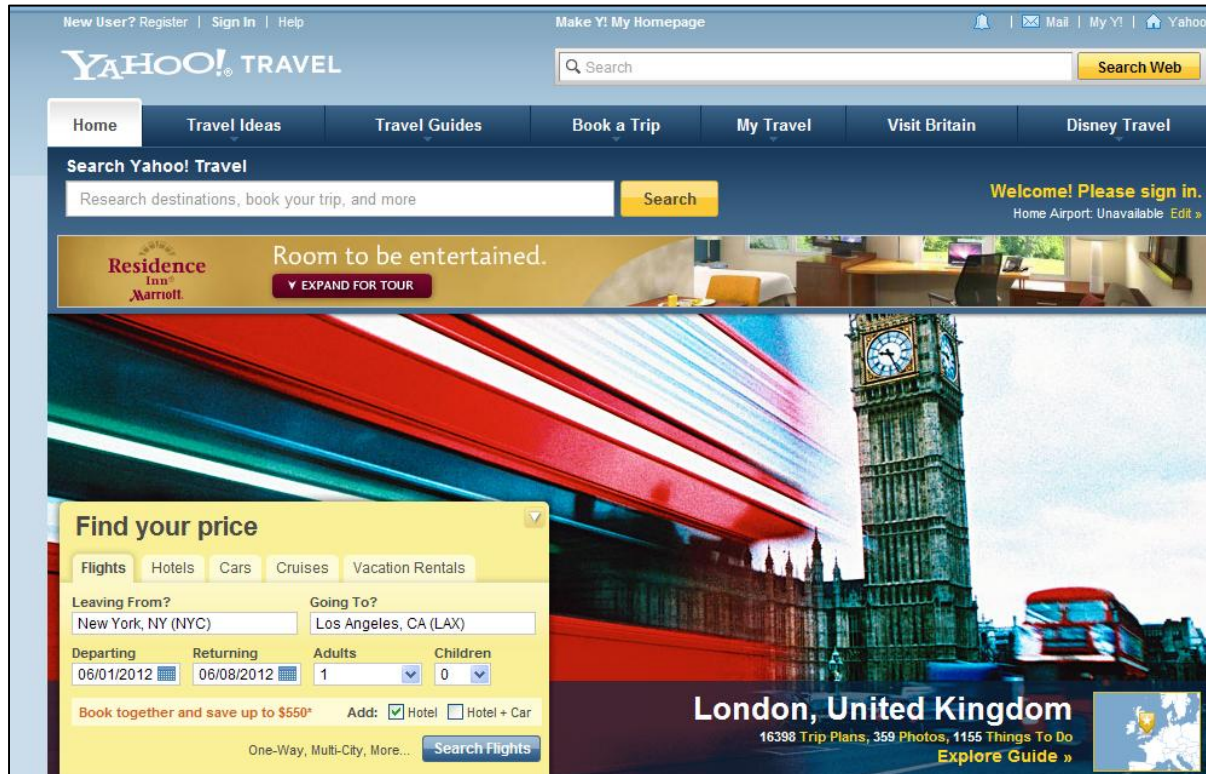 New User? Register | Sign In | Help Make Y! My Homepage | Mail | My Y! | Yahoo
YAHOO!® TRAVEL
Search Search Web
Home Travel Ideas Travel Guides Book a Trip My Travel Visit Britain Disney Travel
Search Yahoo! Travel
Research destinations, book your trip, and more Search
Welcome! Please sign in.
Home Airport: Unavailable Edit »
Residence
Inn®
Marriott.
Room to be entertained.
EXPAND FOR TOUR
Find your price
Flights Hotels Cars Cruises Vacation Rentals
Leaving From? Going To?
New York, NY (NYC) Los Angeles, CA (LAX)
Departing Returning Adults Children
06/01/2012 06/08/2012 1 0
Book together and save up to $550* Add: Hotel Hotel + Car
One-Way, Multi-City, More... Search Flights
London, United Kingdom
16398 Trip Plans, 359 Photos, 1155 Things To Do
Explore Guide »